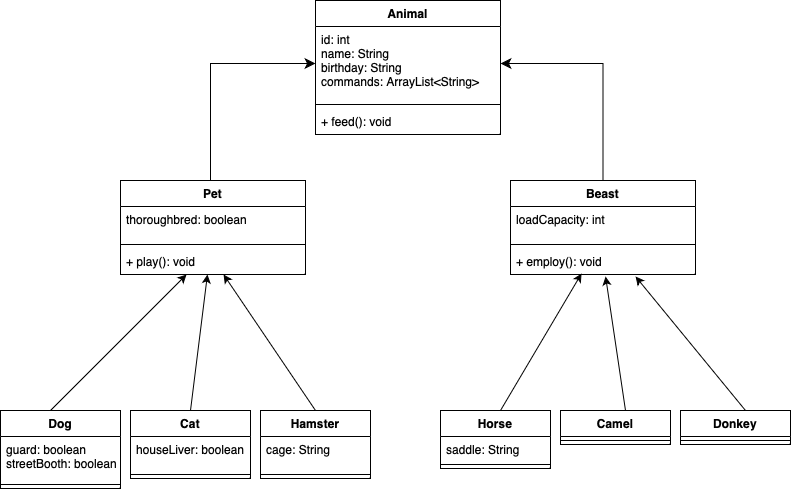 Animal
id: int
name: String
birthday: String
commands: ArrayList<String>
+ feed(): void
Pet
thoroughbred: boolean
+ play(): void
Beast
loadCapacity: int
+ employ(): void
Dog
guard: boolean
streetBooth: boolean
Cat
houseLiver: boolean
Hamster
cage: String
Horse
saddle: String
Camel
Donkey